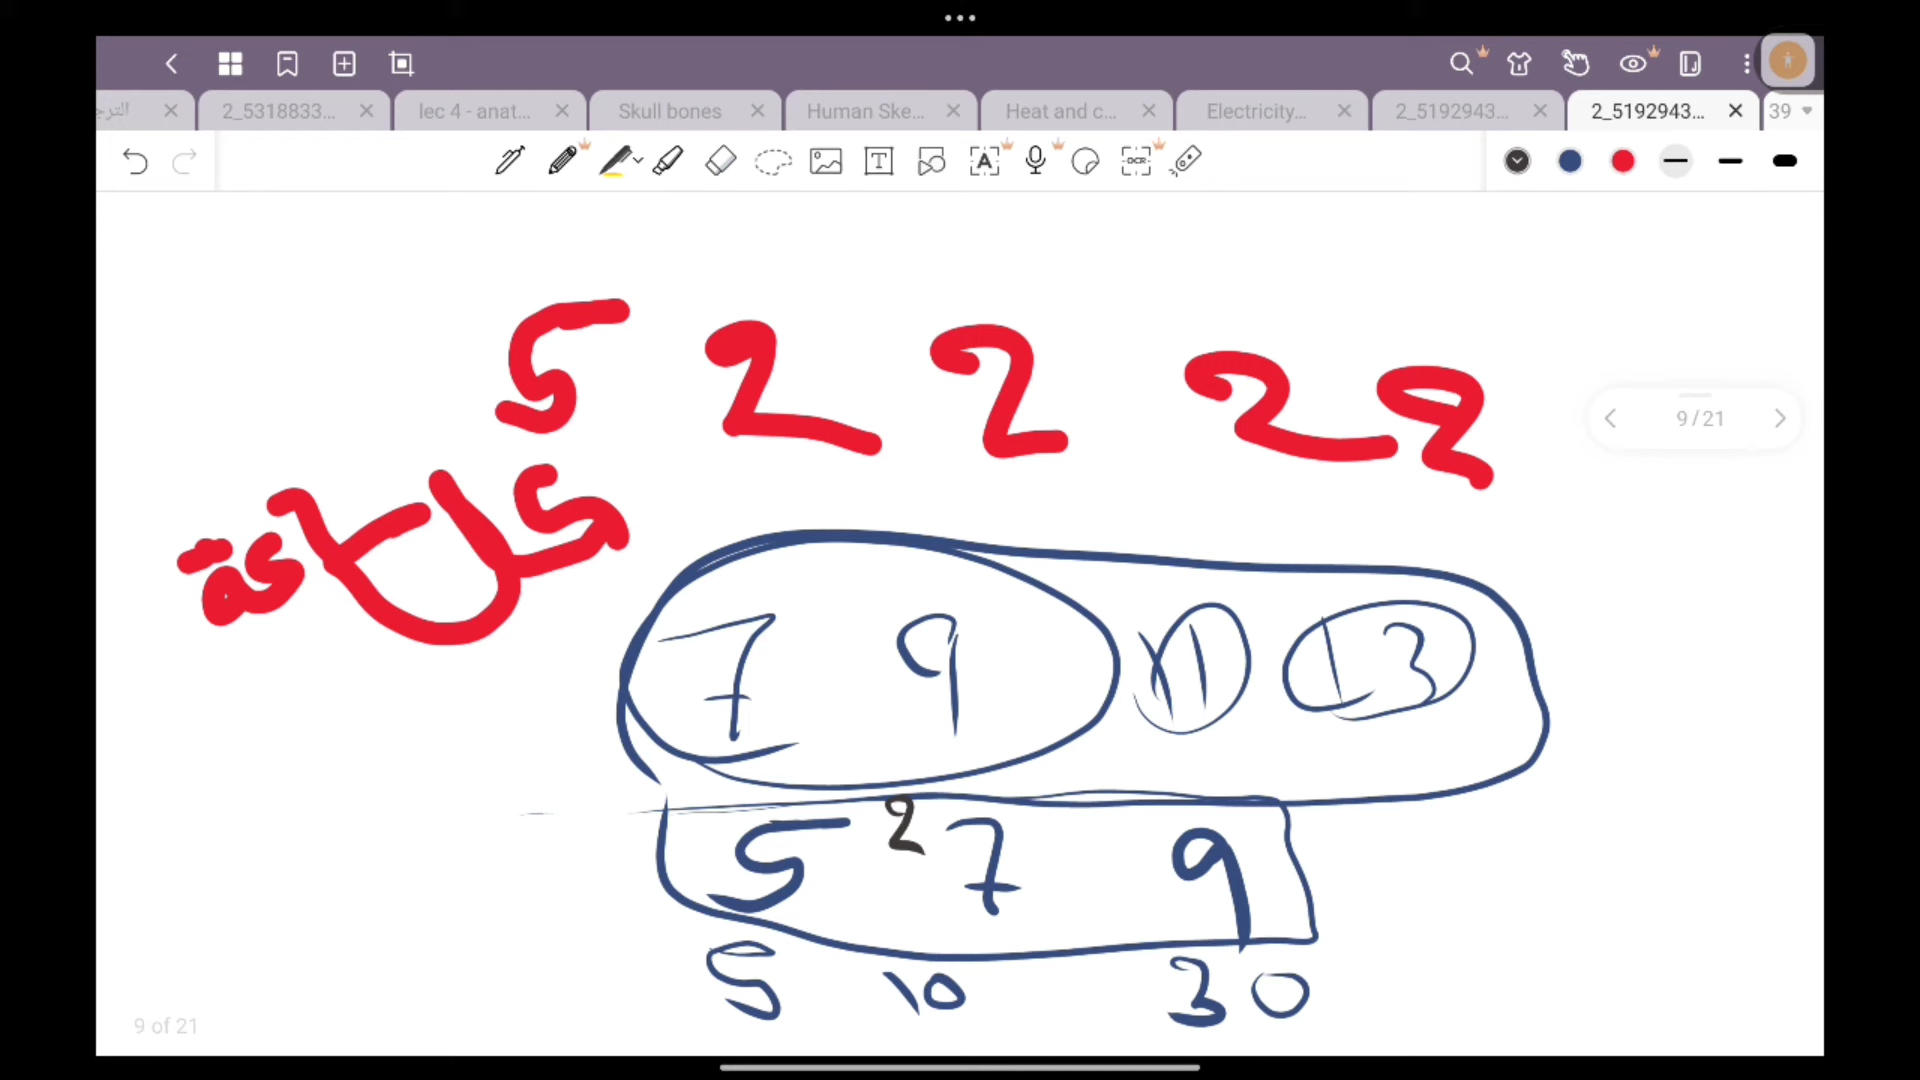 الترج 2_5318833... lec 4 - anat... Skull bones Human Ske... Heat and c... Electricity... 2_5192943... 2_5192943... 39
5 2 2 2 2
9/21
7 9 11 13
5 2 7 9
5 10 30
9 of 21